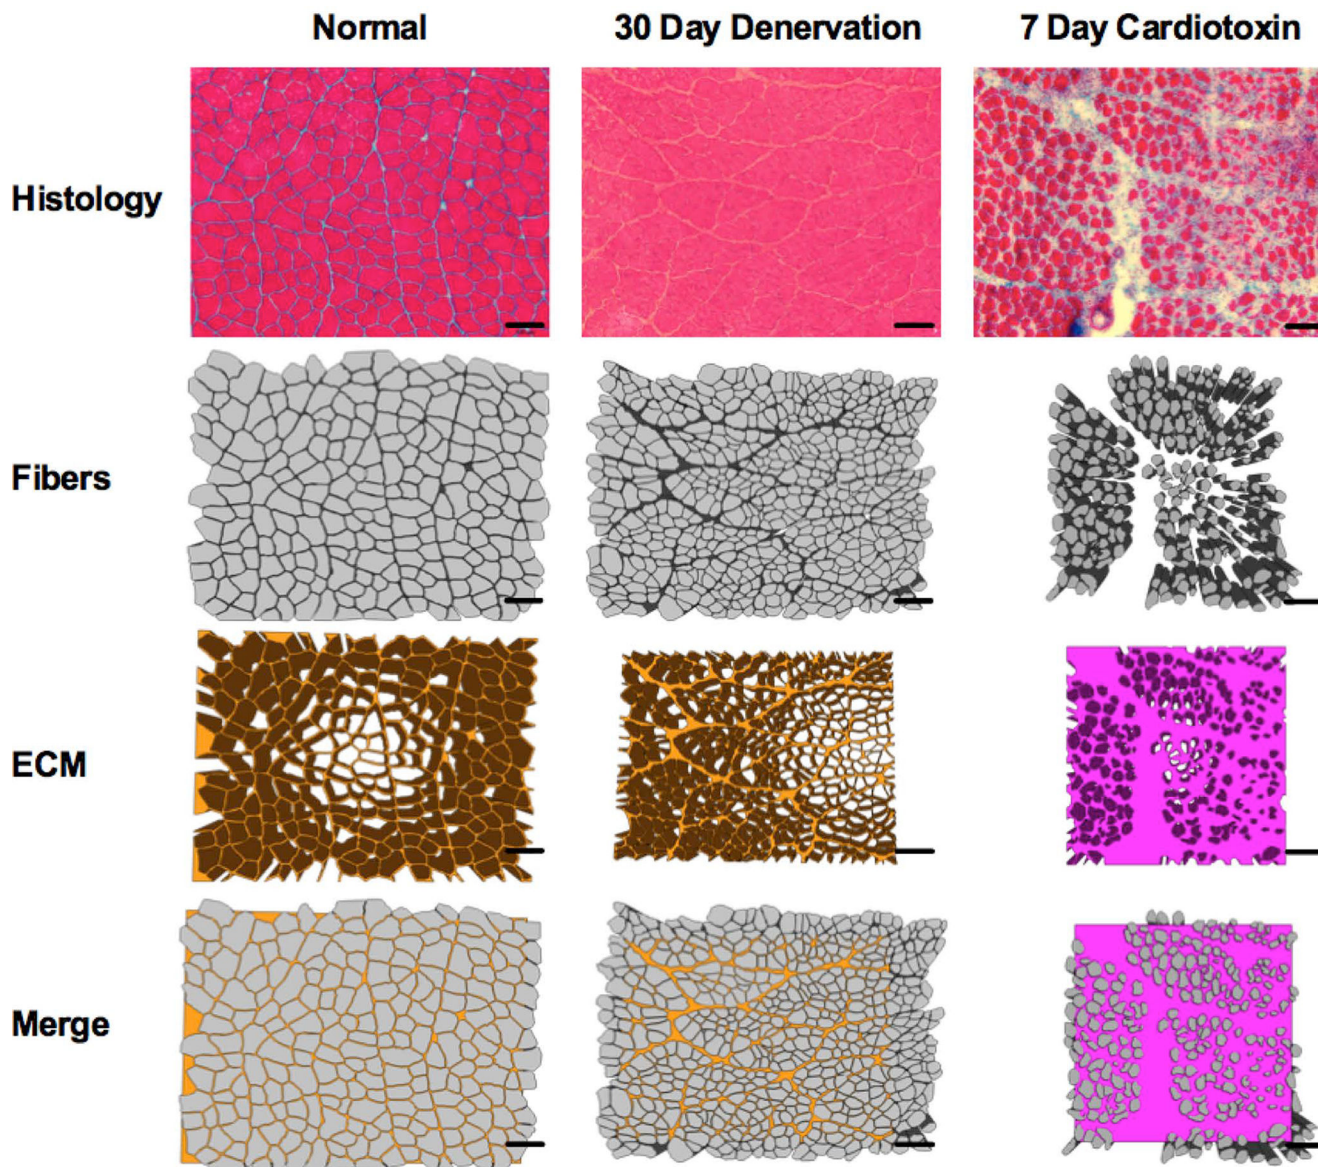 Normal 30 Day Denervation 7 Day Cardiotoxin
Histology
Fibers
ECM
Merge